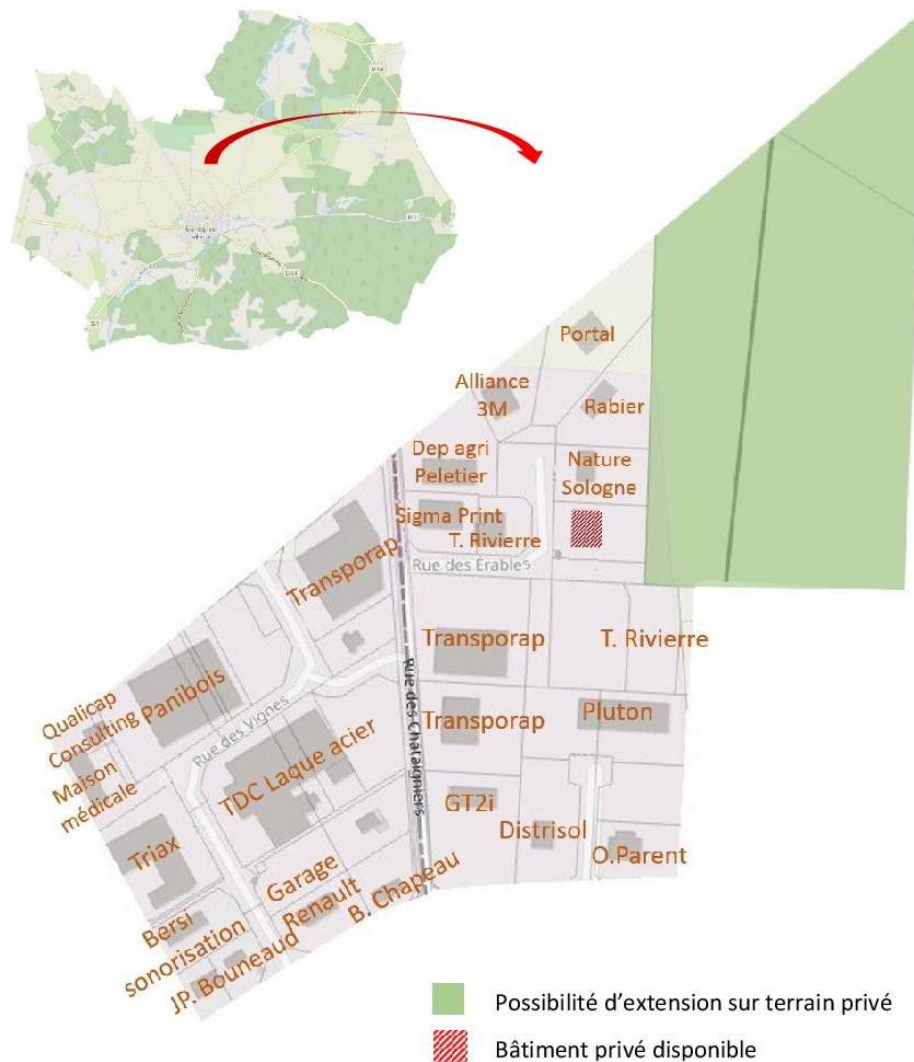 Portal
Alliance
3M
Rabier
Dep agri
Peletier
Nature
Sologne
Sigma Print
T. Rivierre
Rue des Erables
Transporap
Transporap
T. Rivierre
Rue des Châtaigniers
Panibois
Qualicap
Consulting
Rue des Vignes
Transporap
Pluton
Maison
médicale
TDC Laque acier
GT2i
Distrisol
O.Parent
Triax
Garage
Renault
B. Chapeau
Bersi
sonorisation
JP. Bouneaud
Possibilité d'extension sur terrain privé
Bâtiment privé disponible